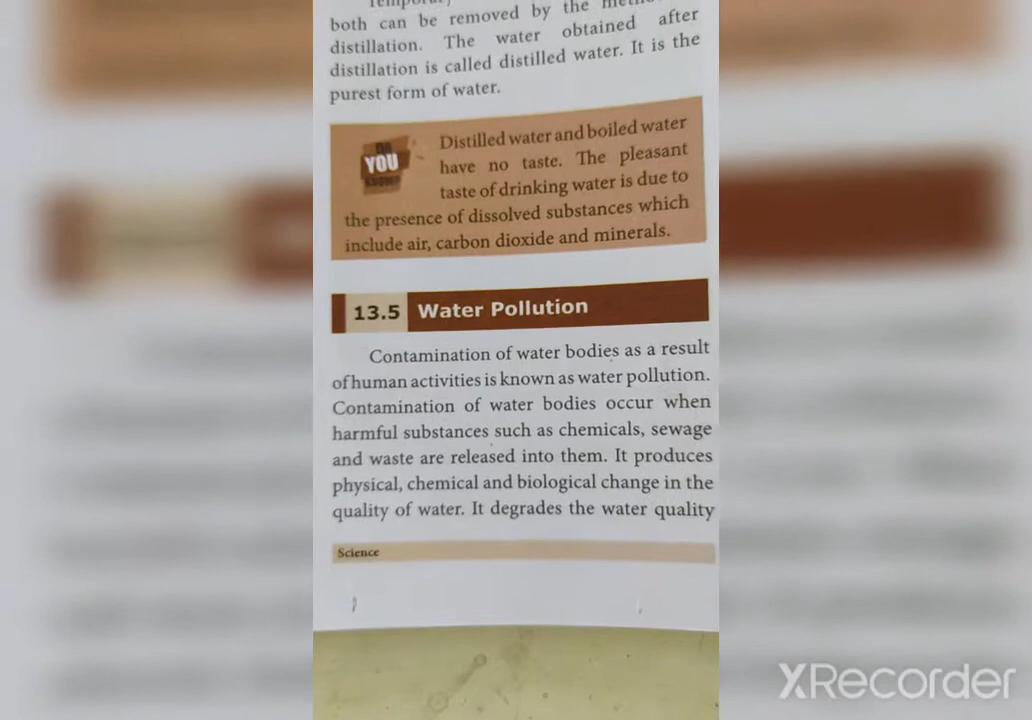 both can be removed by the
distillation. The water obtained after
distillation is called distilled water. It is the
purest form of water.
DO
YOU
KNOW?
Distilled water and boiled water
have no taste. The pleasant
taste of drinking water is due to
the presence of dissolved substances which
include air, carbon dioxide and minerals.
13.5 Water Pollution
Contamination of water bodies as a result
of human activities is known as water pollution.
Contamination of water bodies occur when
harmful substances such as chemicals, sewage
and waste are released into them. It produces
physical, chemical and biological change in the
quality of water. It degrades the water quality
Science
XRecorder